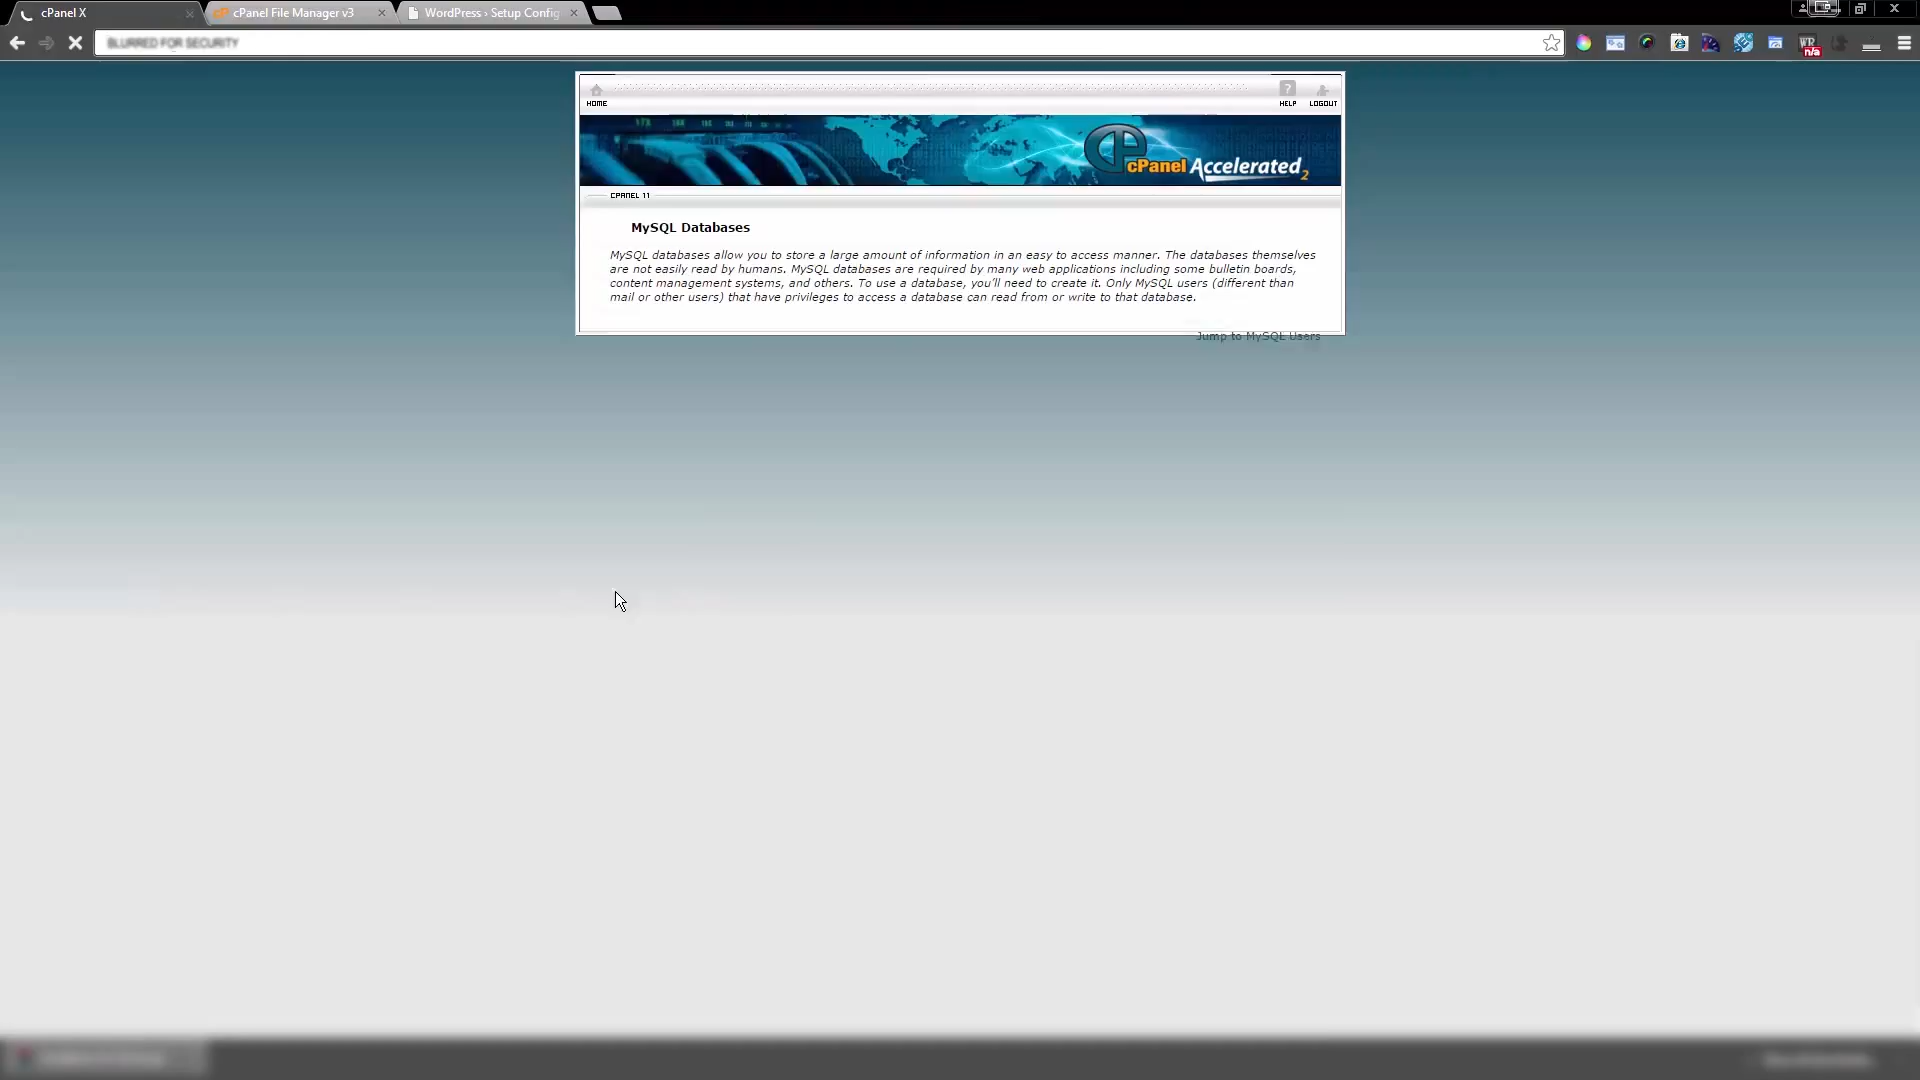 cPanel X
cPanel File Manager v3
WordPress › Setup Config
BLURRED FOR SECURITY
WR
n/a
HOME
HELP
LOGOUT
cPanel Accelerated 2
CPANEL 11
MySQL Databases
MySQL databases allow you to store a large amount of information in an easy to access manner. The databases themselves
are not easily read by humans. MySQL databases are required by many web applications including some bulletin boards,
content management systems, and others. To use a database, you'll need to create it. Only MySQL users (different than
mail or other users) that have privileges to access a database can read from or write to that database.
Jump to MySQL Users